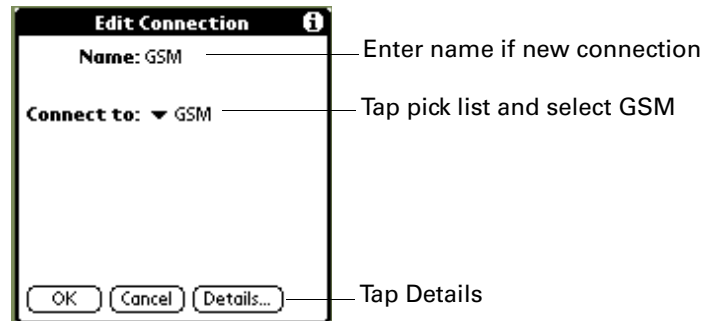 Edit Connection i
Name: GSM Enter name if new connection
Connect to: GSM Tap pick list and select GSM
OK Cancel Details... Tap Details